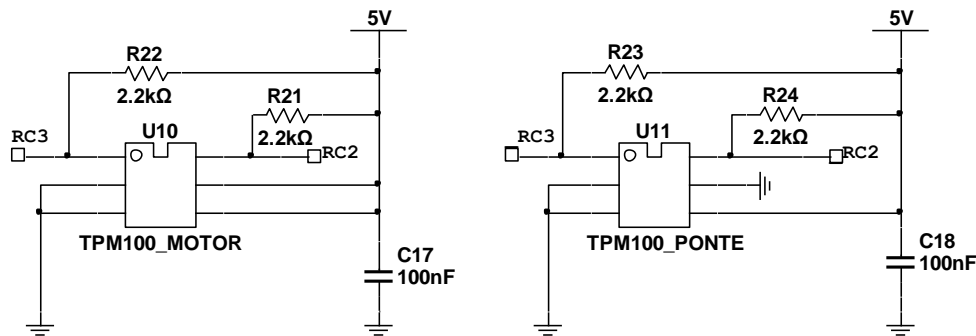 5V
R22
2.2kΩ
R21
2.2kΩ
RC3
U10
RC2
TPM100_MOTOR
C17
100nF
5V
R23
2.2kΩ
R24
2.2kΩ
RC3
U11
RC2
TPM100_PONTE
C18
100nF